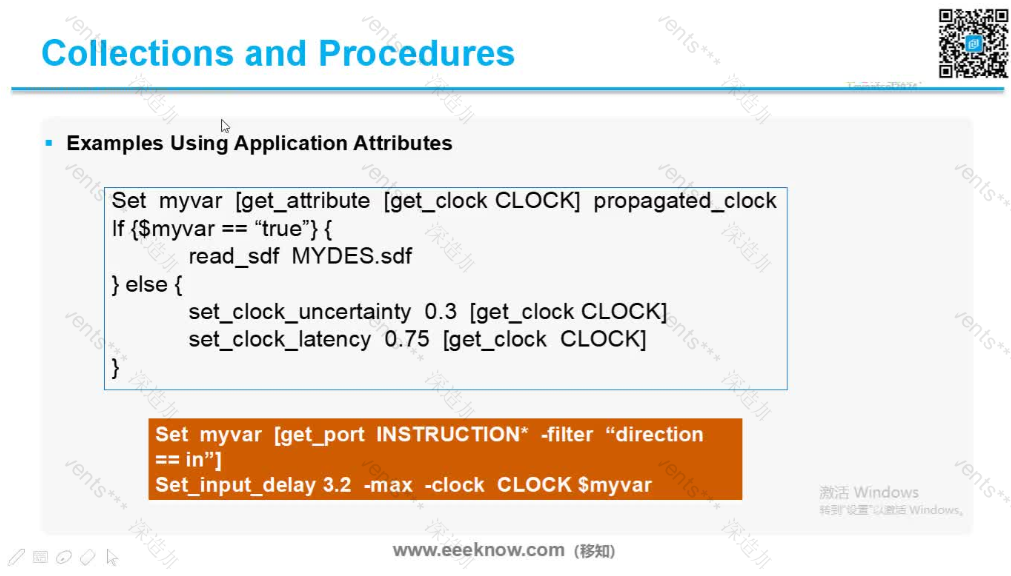 Collections and Procedures
Examples Using Application Attributes
Set myvar [get_attribute [get_clock CLOCK] propagated_clock
If {$myvar == “true”} {
read_sdf MYDES.sdf
} else {
set_clock_uncertainty 0.3 [get_clock CLOCK]
set_clock_latency 0.75 [get_clock CLOCK]
}
Set myvar [get_port INSTRUCTION* -filter “direction
== in”]
Set_input_delay 3.2 -max -clock CLOCK $myvar
激活 Windows
转到“设置”以激活 Windows。
www.eeeknow.com（移知）